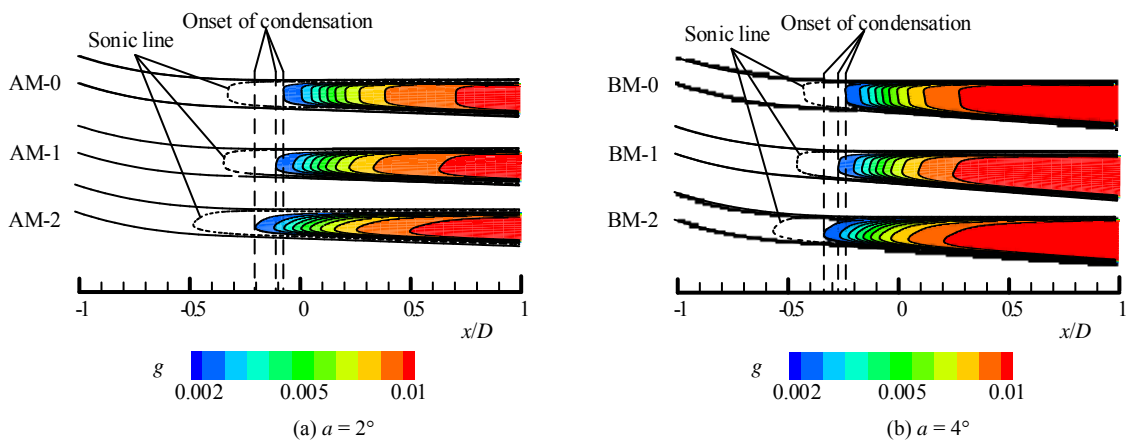 Onset of condensation
Sonic line
AM-0
AM-1
AM-2
-1
-0.5
0
0.5
1
x/D
g
0.002
0.005
0.01
(a) a = 2°
Onset of condensation
Sonic line
BM-0
BM-1
BM-2
-1
-0.5
0
0.5
1
x/D
g
0.002
0.005
0.01
(b) a = 4°